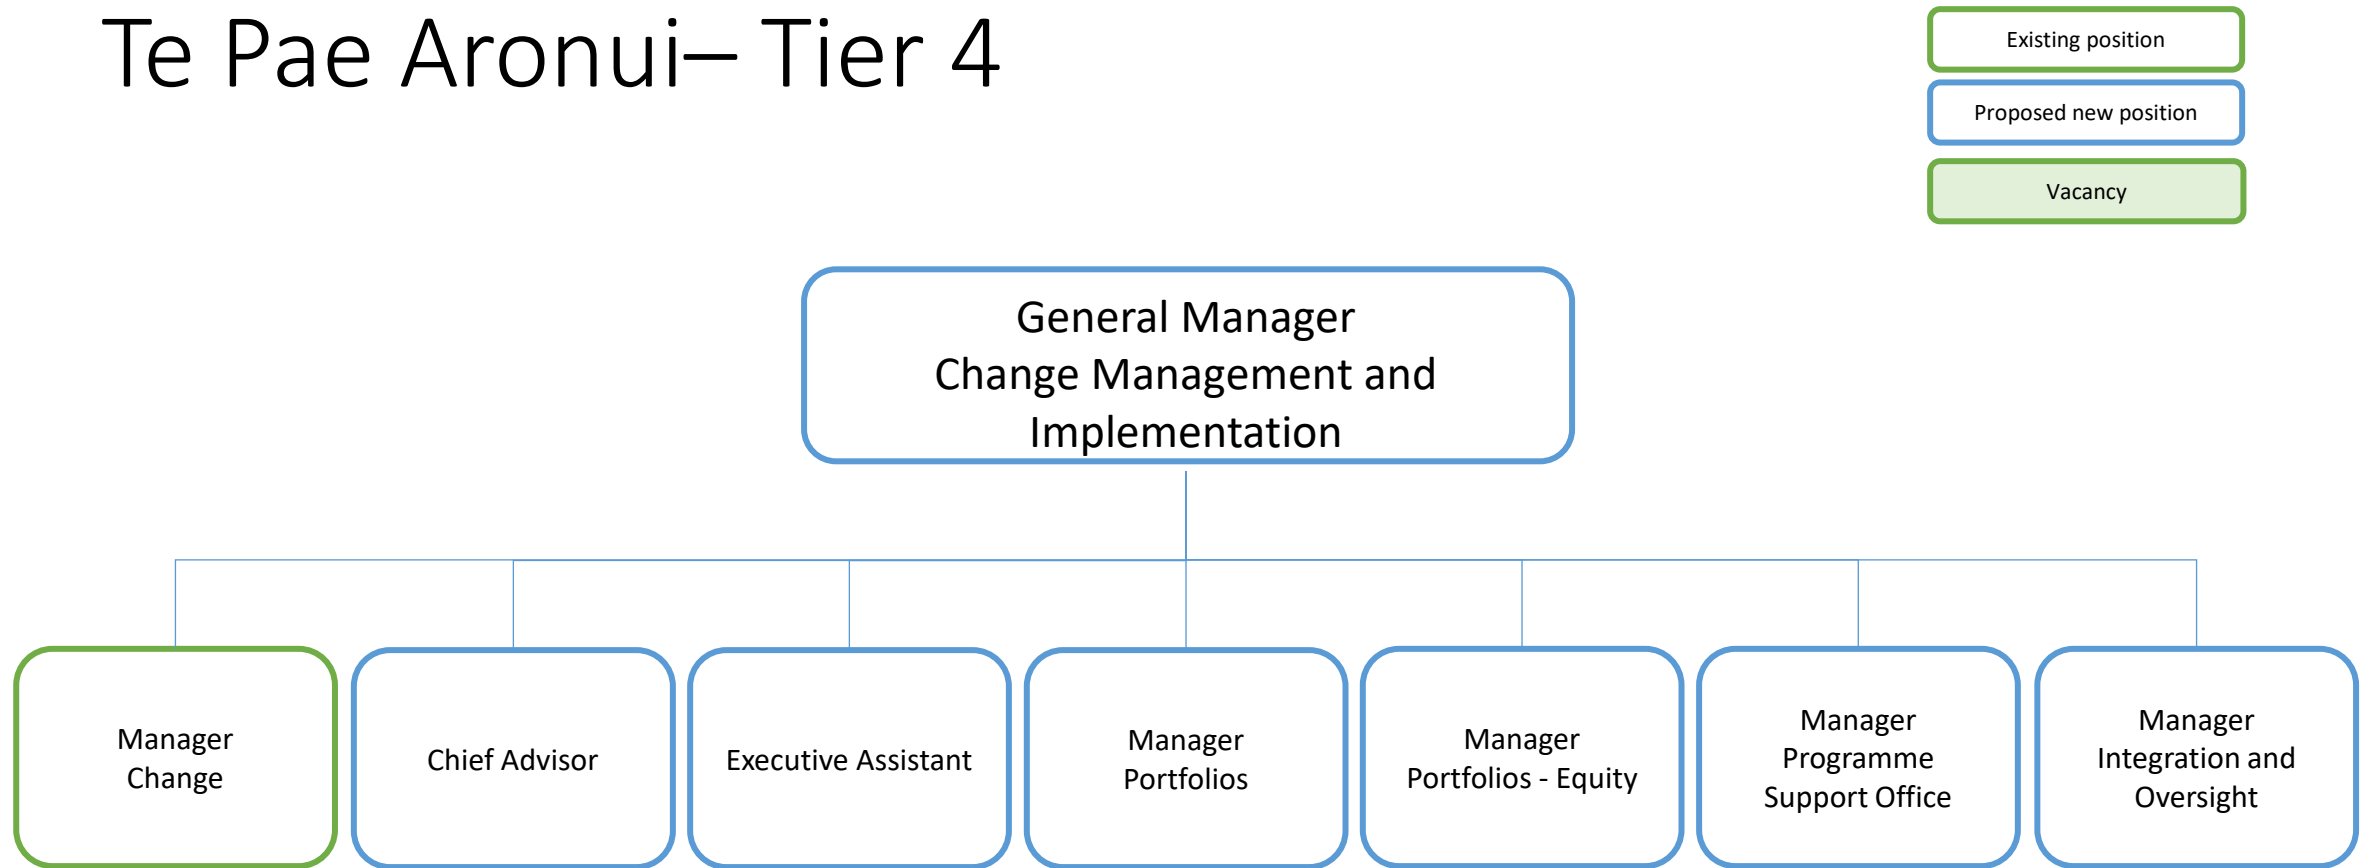 Te Pae Aronui– Tier 4
Existing position
Proposed new position
Vacancy
General Manager
Change Management and
Implementation
Manager
Change
Chief Advisor
Executive Assistant
Manager
Portfolios
Manager
Portfolios - Equity
Manager
Programme
Support Office
Manager
Integration and
Oversight